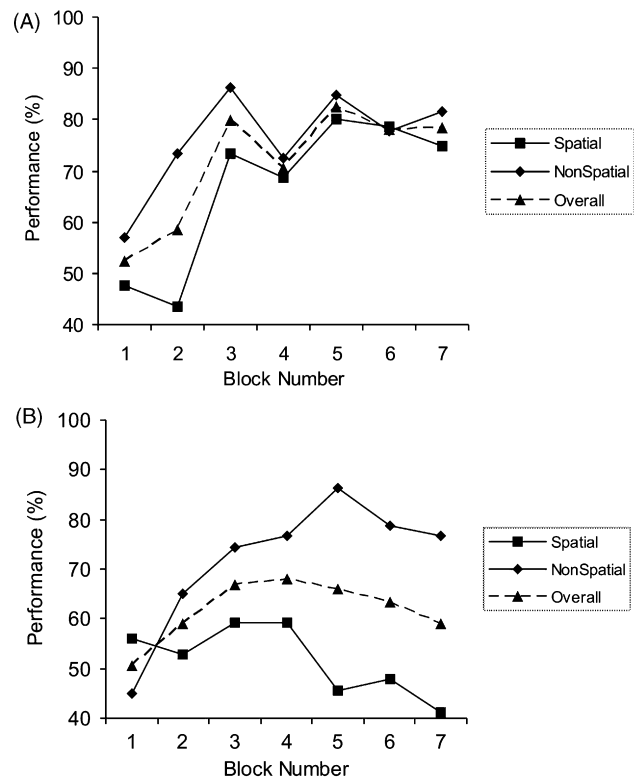 (A)
Performance (%)
100
90
80
70
60
50
40
1 2 3 4 5 6 7
Block Number
Spatial
NonSpatial
Overall
(B)
Performance (%)
100
90
80
70
60
50
40
1 2 3 4 5 6 7
Block Number
Spatial
NonSpatial
Overall